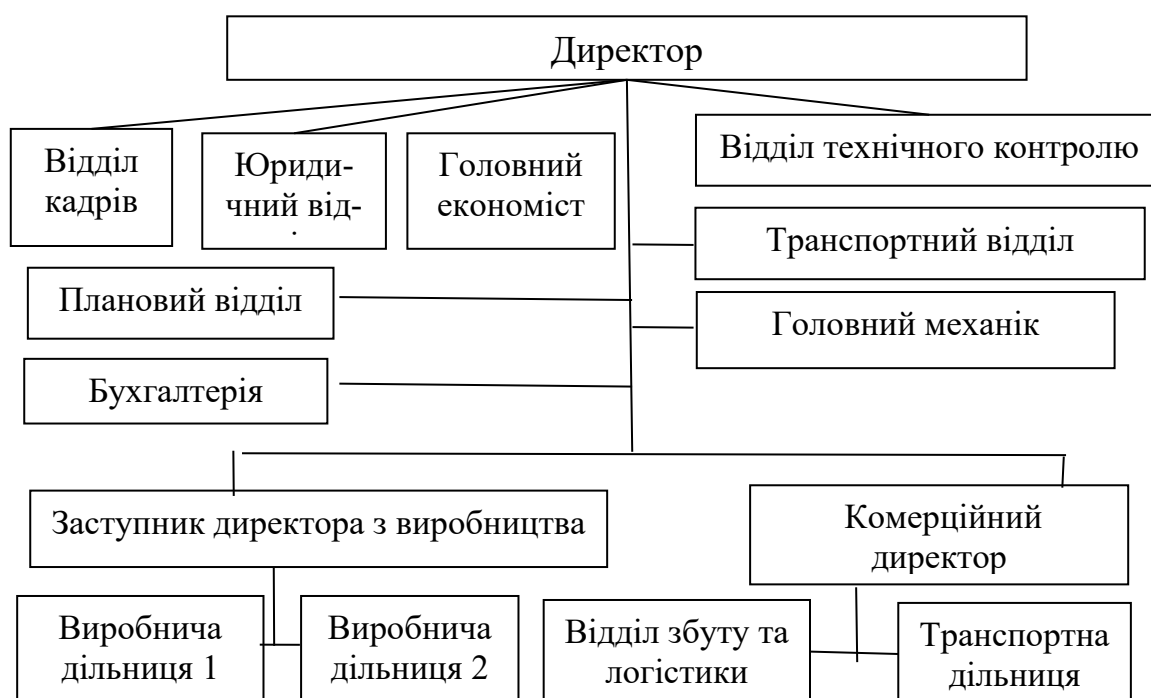 Директор
Відділ
кадрів
Юриди-
чний від-
Головний
економіст
Відділ технічного контролю
Транспортний відділ
Плановий відділ
Головний механік
Бухгалтерія
Заступник директора з виробництва
Комерційний
директор
Виробнича
дільниця 1
Виробнича
дільниця 2
Відділ збуту та
логістики
Транспортна
дільниця